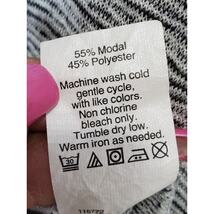 55% Modal
45% Polyester
Machine wash cold
gentle cycle,
with like colors.
Non chlorine
bleach only.
Tumble dry low.
Warm iron as needed.
30